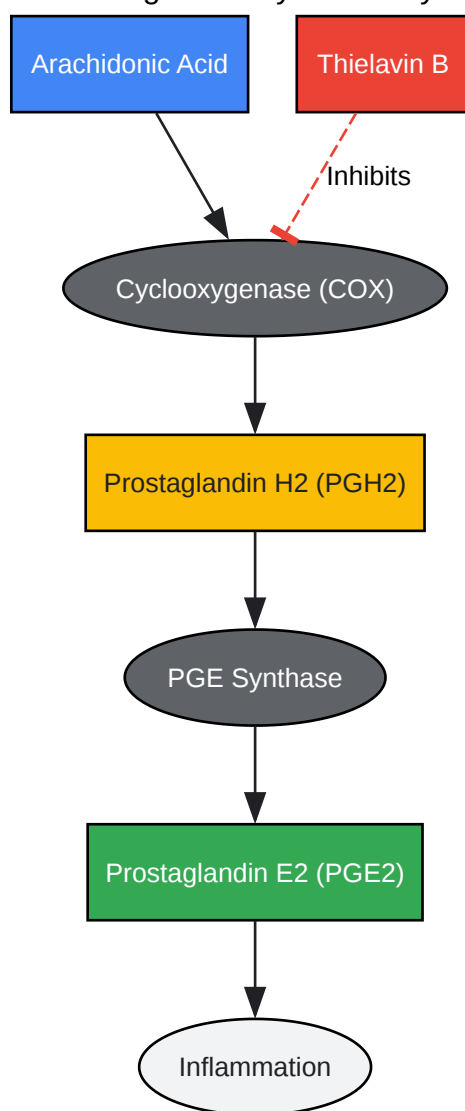 Arachidonic Acid
Thielavin B
Inhibits
Cyclooxygenase (COX)
Prostaglandin H2 (PGH2)
PGE Synthase
Prostaglandin E2 (PGE2)
Inflammation